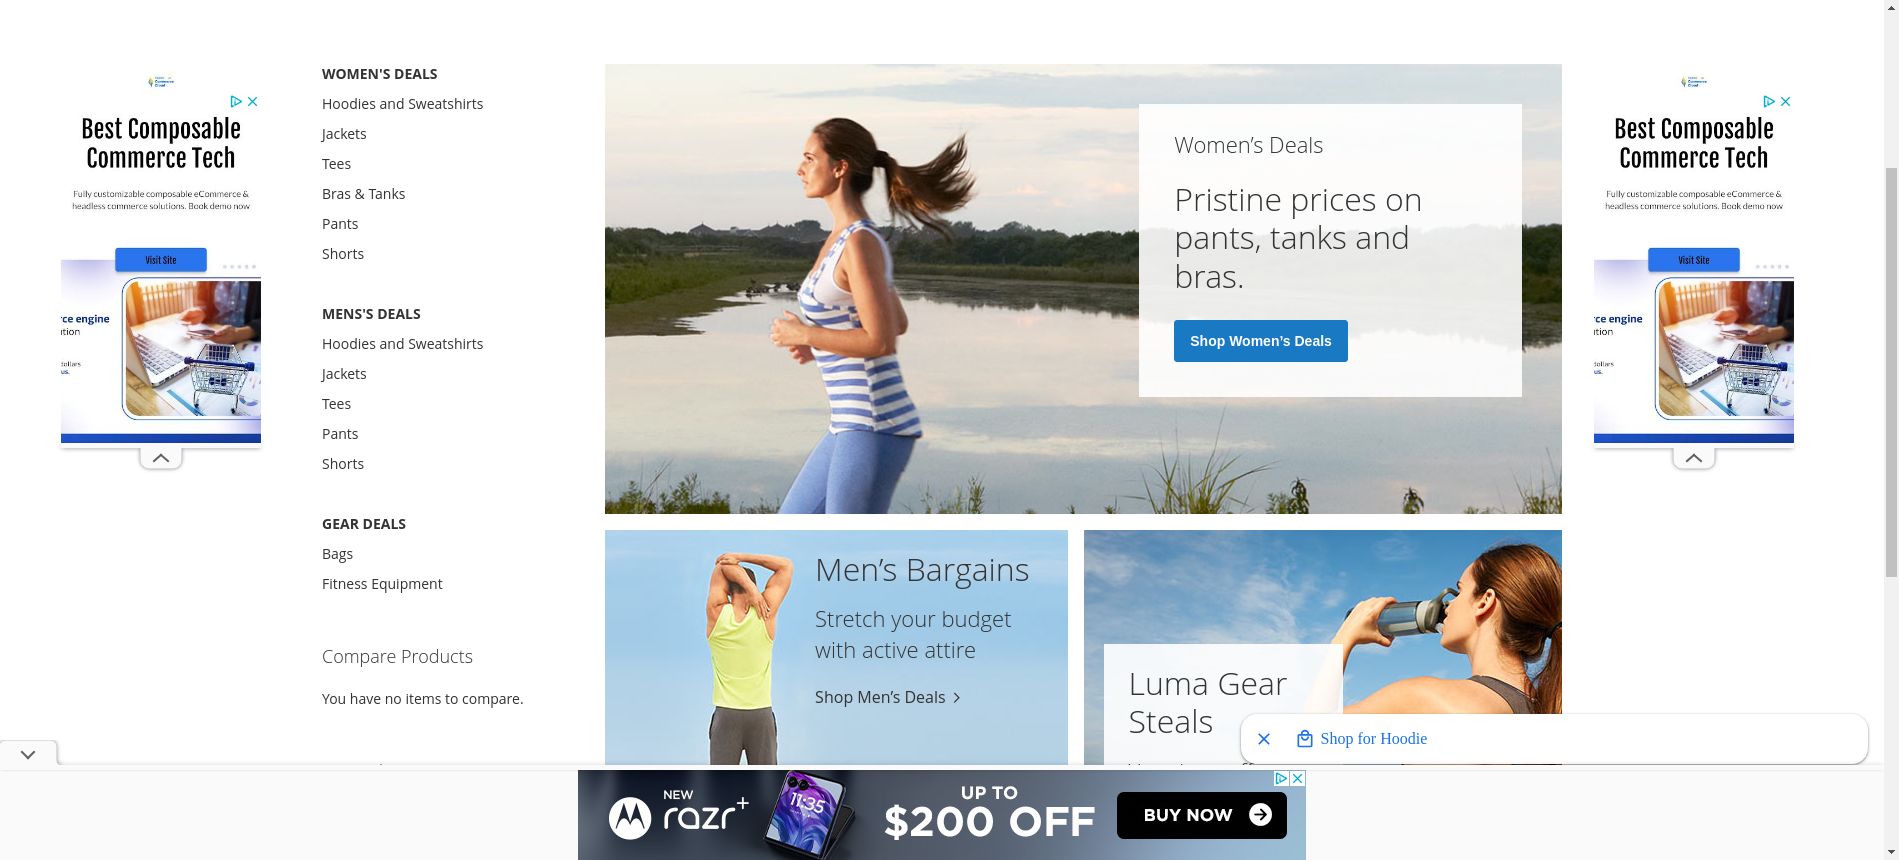 Best Composable
Commerce Tech
Fully customizable composable eCommerce &
headless commerce solutions. Book demo now
Visit Site
rce engine
WOMEN'S DEALS
Hoodies and Sweatshirts
Jackets
Tees
Bras & Tanks
Pants
Shorts
MENS'S DEALS
Hoodies and Sweatshirts
Jackets
Tees
Pants
Shorts
GEAR DEALS
Bags
Fitness Equipment
Compare Products
You have no items to compare.
Women’s Deals
Pristine prices on
pants, tanks and
bras.
Shop Women’s Deals
Men’s Bargains
Stretch your budget
with active attire
Shop Men’s Deals
Luma Gear
Steals
Best Composable
Commerce Tech
Fully customizable composable eCommerce &
headless commerce solutions. Book demo now
Visit Site
rce engine
Shop for Hoodie
NEW
razr+
11:35
UP TO
$200 OFF
BUY NOW